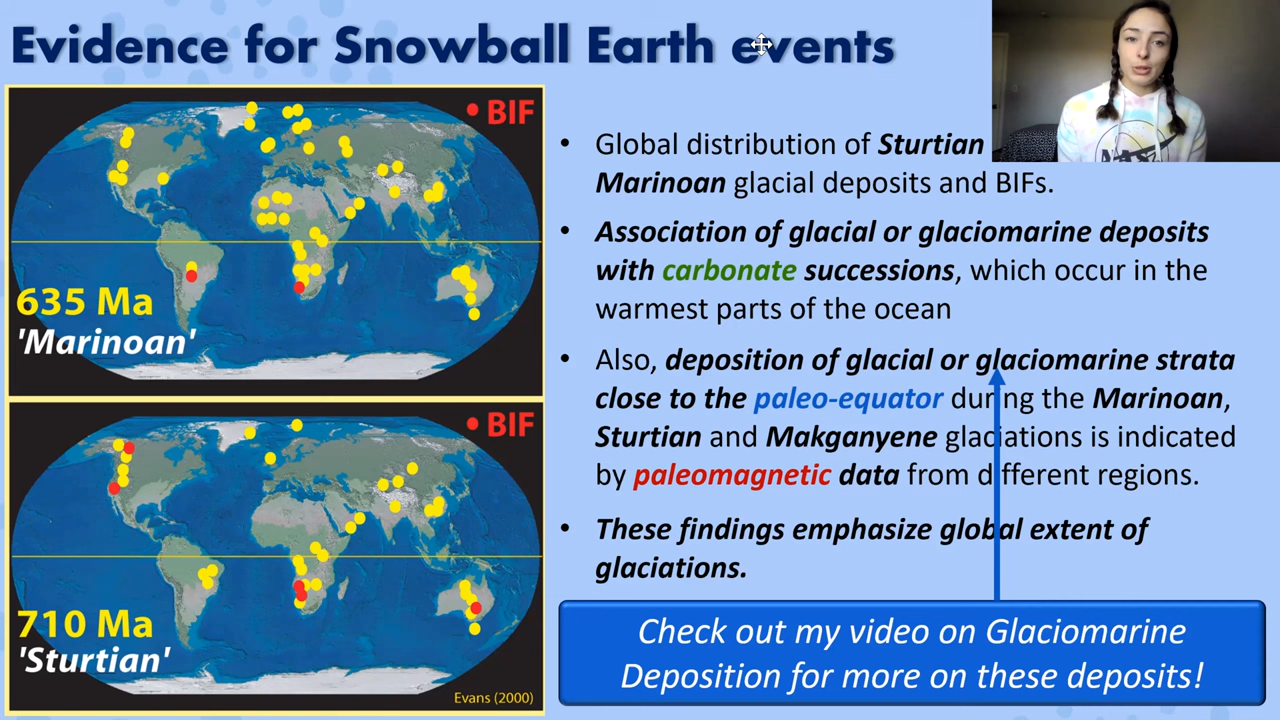 Evidence for Snowball Earth events
• BIF
635 Ma
'Marinoan'
• BIF
710 Ma
'Sturtian'
Evans (2000)
• Global distribution of Sturtian
Marinoan glacial deposits and BIFs.
• Association of glacial or glaciomarine deposits
with carbonate successions, which occur in the
warmest parts of the ocean
• Also, deposition of glacial or glaciomarine strata
close to the paleo-equator during the Marinoan,
Sturtian and Makganyene glaciations is indicated
by paleomagnetic data from different regions.
• These findings emphasize global extent of
glaciations.
Check out my video on Glaciomarine
Deposition for more on these deposits!